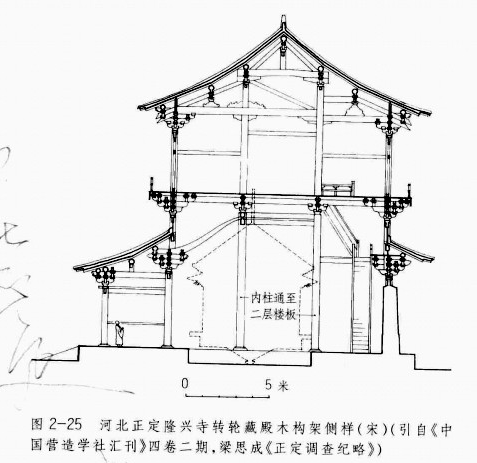 内柱通至
二层楼板
0 5 米
图2-25 河北正定隆兴寺转轮藏殿木构架侧样(宋)(引自《中
国营造学社汇刊》四卷二期,梁思成《正定调查纪略》)